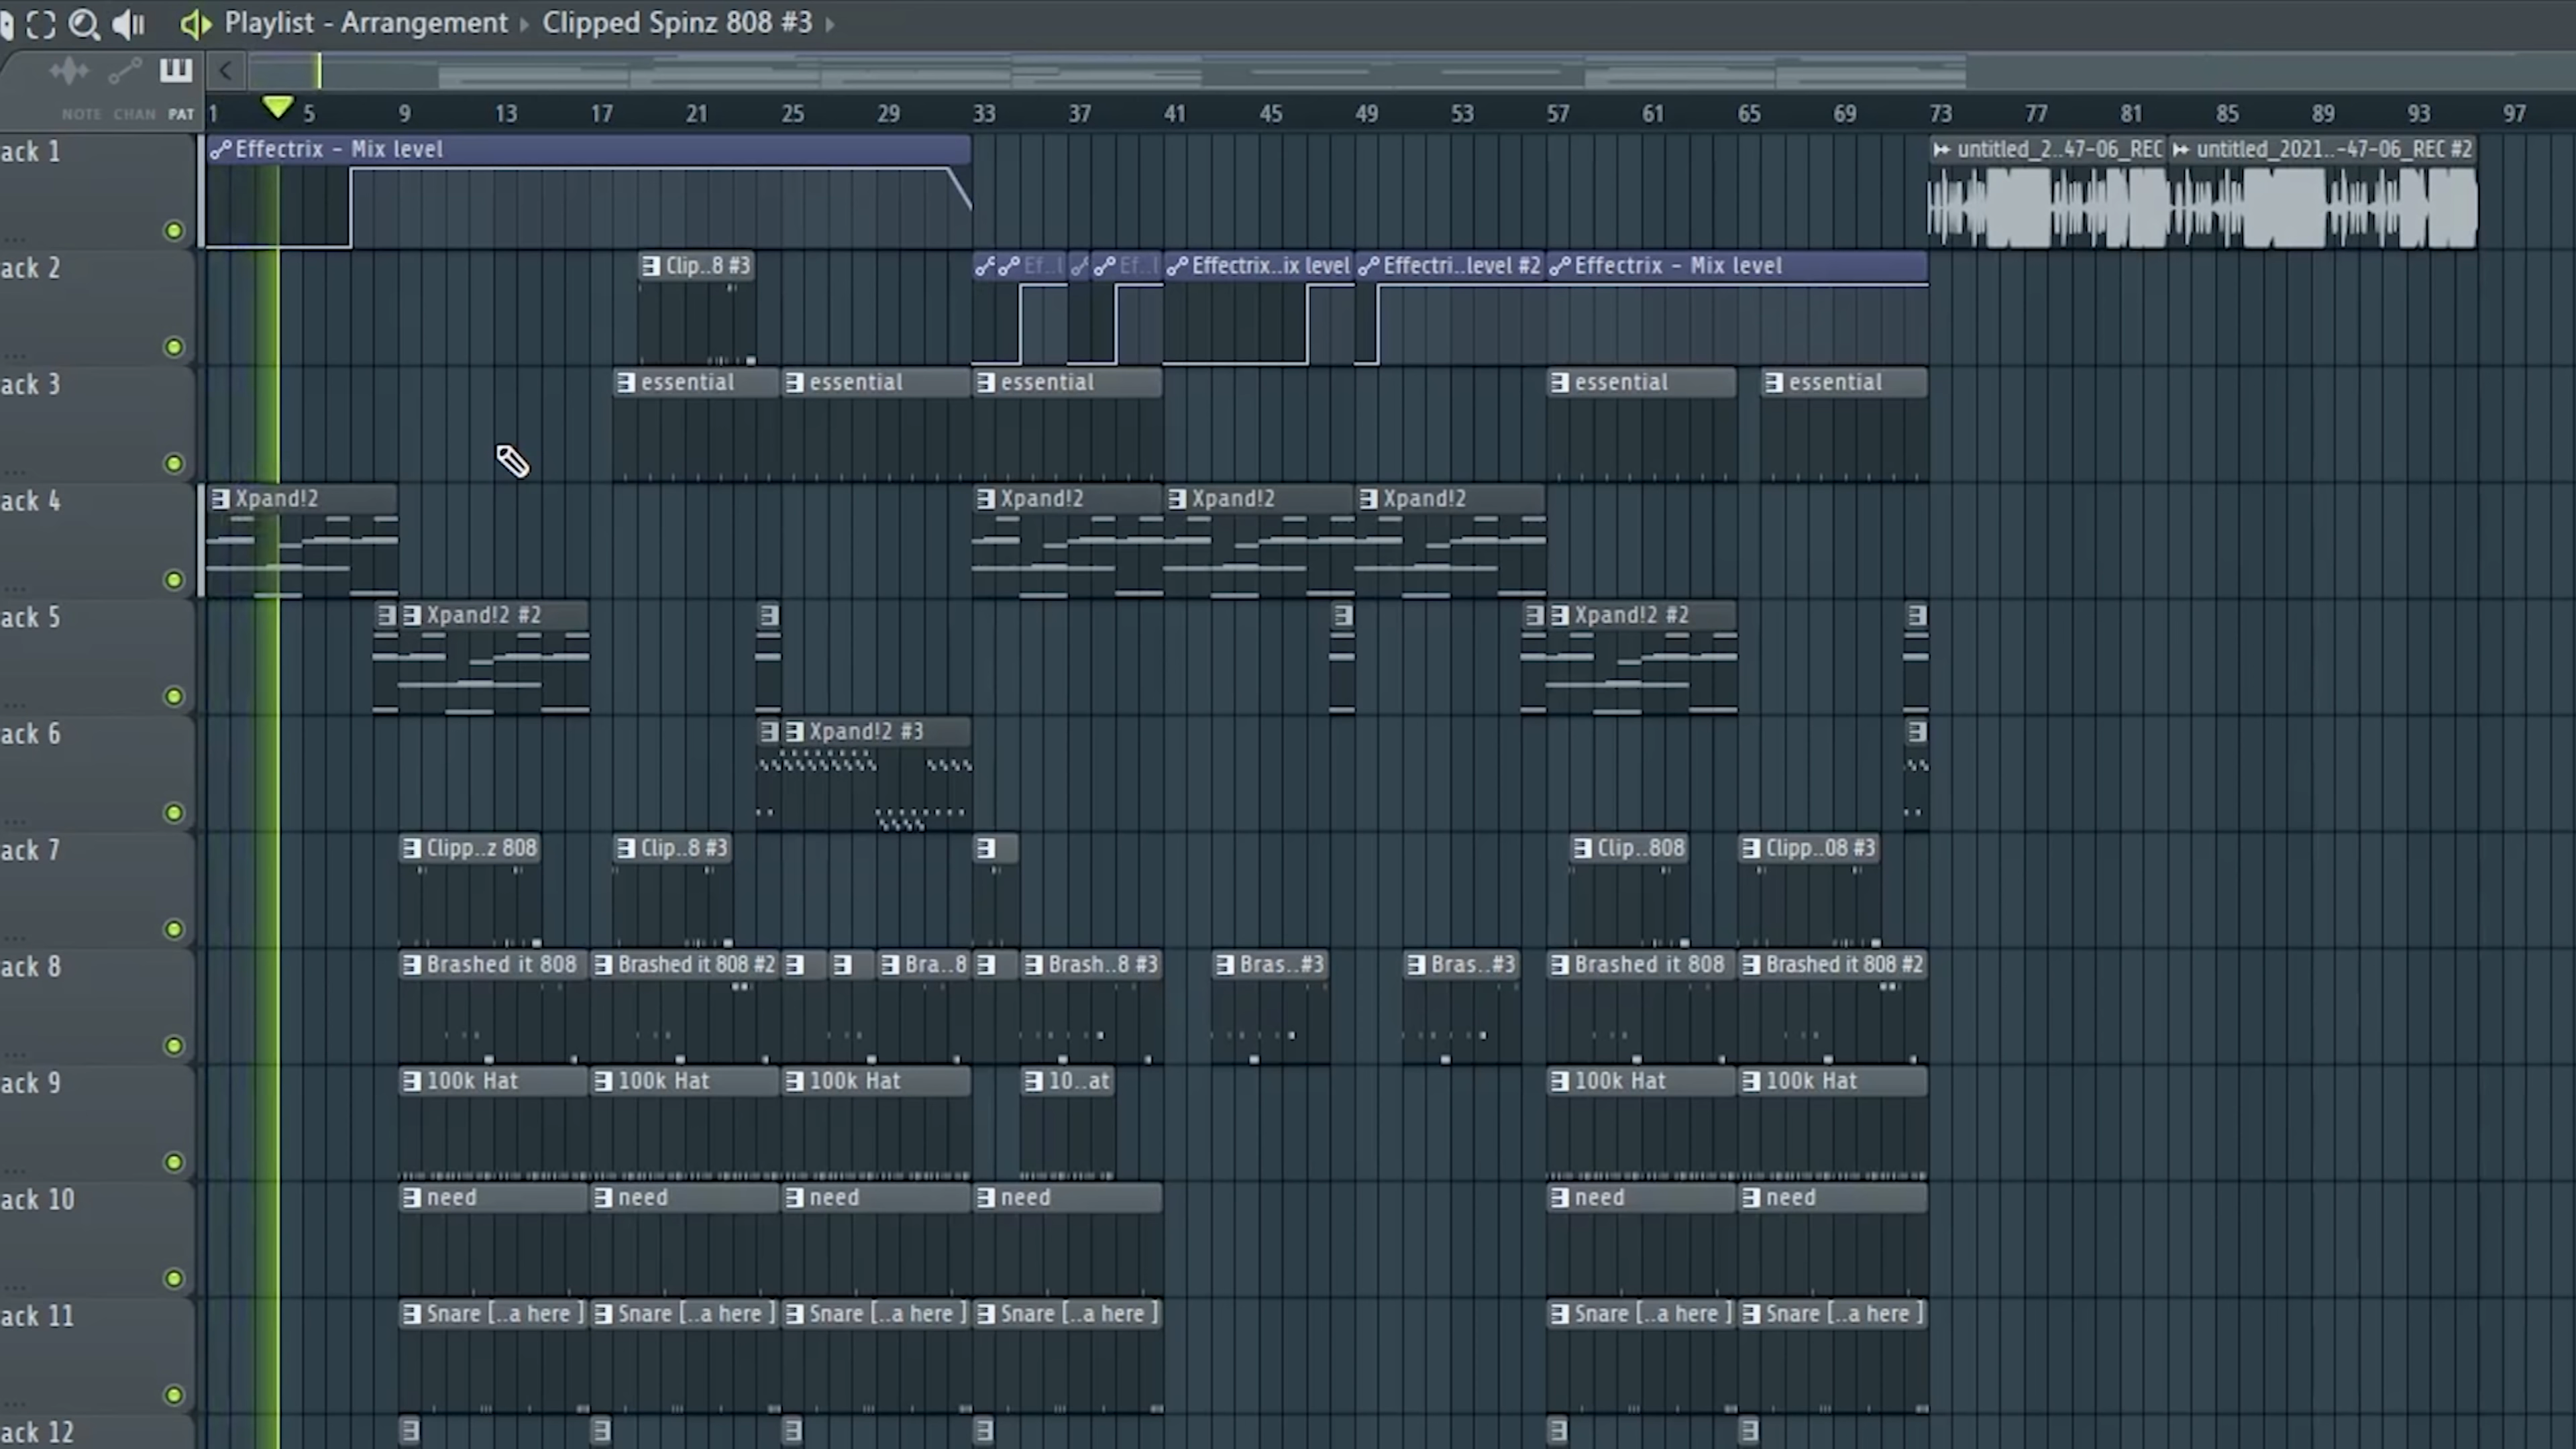 Playlist - Arrangement ▸ Clipped Spinz 808 #3 ▸
NOTE CHAN PAT
1 5 9 13 17 21 25 29 33 37 41 45 49 53 57 61 65 69 73 77 81 85 89 93 97
ack 1
Effectrix - Mix level
untitled_2..47-06_REC
untitled_2021..-47-06_REC #2
ack 2
Clip..8 #3
Ef..l
Ef..l
Effectrix..ix level
Effectri..level #2
Effectrix - Mix level
ack 3
essential
essential
essential
essential
essential
ack 4
Xpand!2
Xpand!2
Xpand!2
Xpand!2
ack 5
Xpand!2 #2
Xpand!2 #2
ack 6
Xpand!2 #3
ack 7
Clipp..z 808
Clip..8 #3
Clip..808
Clipp..08 #3
ack 8
Brashed it 808
Brashed it 808 #2
Bra..8
Brash..8 #3
Bras..#3
Bras..#3
Brashed it 808
Brashed it 808 #2
ack 9
100k Hat
100k Hat
100k Hat
10..at
100k Hat
100k Hat
ack 10
need
need
need
need
need
need
ack 11
Snare [..a here ]
Snare [..a here ]
Snare [..a here ]
Snare [..a here ]
Snare [..a here ]
Snare [..a here ]
ack 12